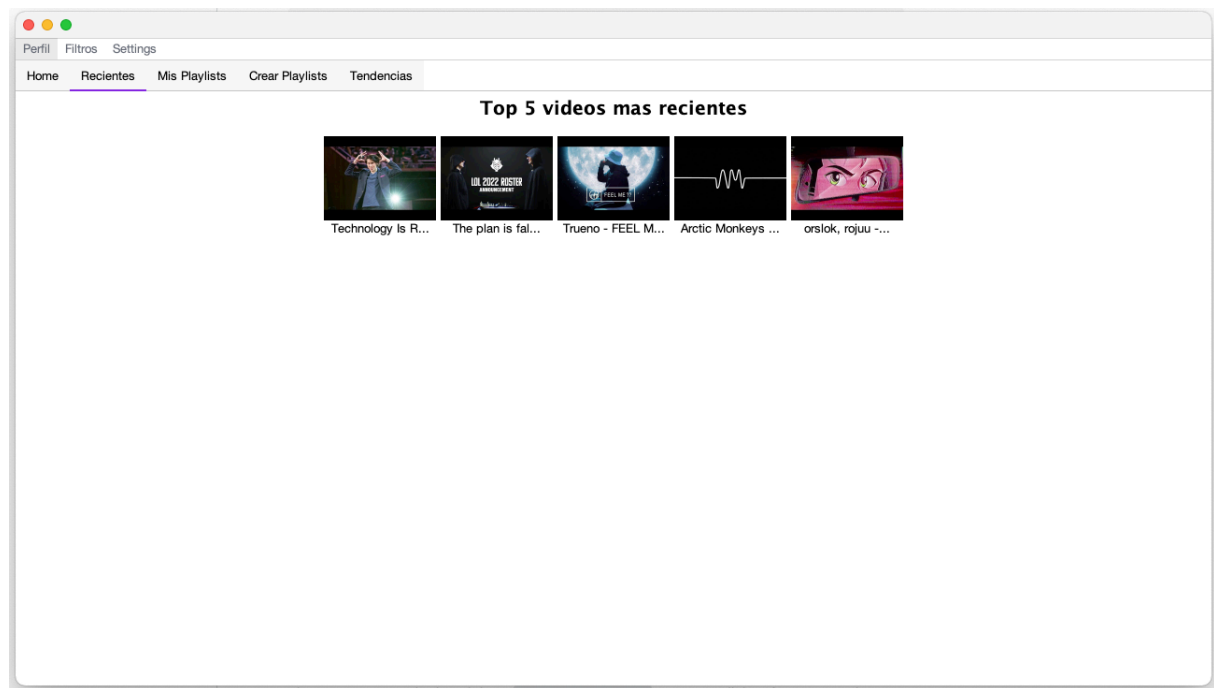 Perfil Filtros Settings
Home Recientes Mis Playlists Crear Playlists Tendencias
Top 5 videos mas recientes
LOL 2022 ROSTER
ANNOUNCEMENT
FEEL ME?
Technology Is R... The plan is fal... Trueno - FEEL M... Arctic Monkeys ... orslok, rojuu -...